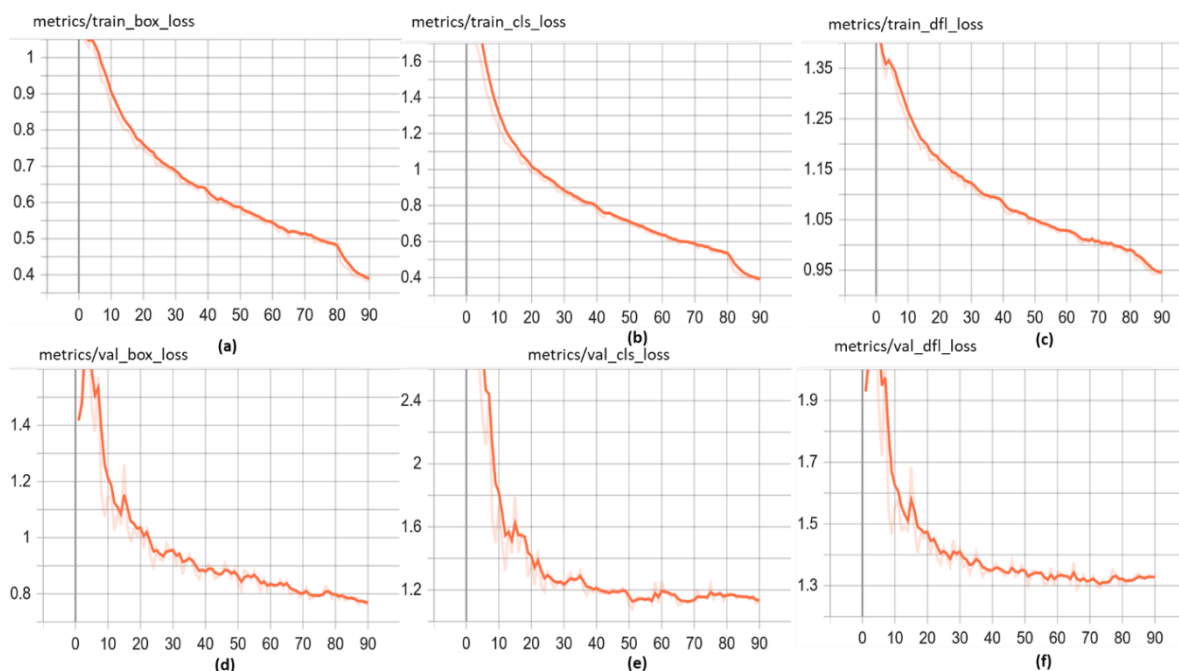 metrics/train_box_loss
1
0.9
0.8
0.7
0.6
0.5
0.4
0 10 20 30 40 50 60 70 80 90
(a)
metrics/train_cls_loss
1.6
1.4
1.2
1
0.8
0.6
0.4
0 10 20 30 40 50 60 70 80 90
(b)
metrics/train_dfl_loss
1.35
1.25
1.15
1.05
0.95
0 10 20 30 40 50 60 70 80 90
(c)
metrics/val_box_loss
1.4
1.2
1
0.8
0 10 20 30 40 50 60 70 80 90
(d)
metrics/val_cls_loss
2.4
2
1.6
1.2
0 10 20 30 40 50 60 70 80 90
(e)
metrics/val_dfl_loss
1.9
1.7
1.5
1.3
0 10 20 30 40 50 60 70 80 90
(f)